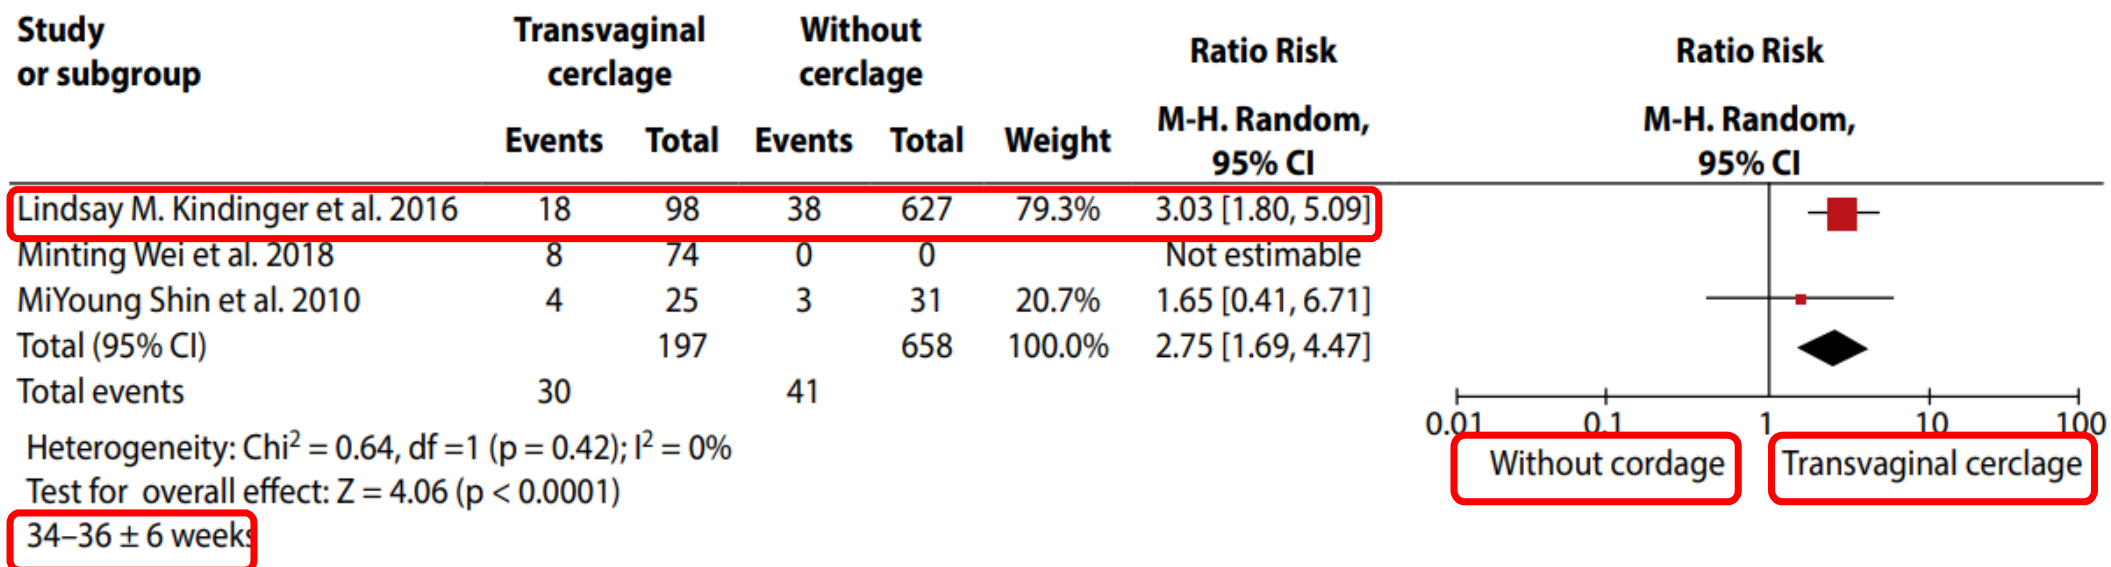 Study or subgroup Transvaginal cerclage Without cerclage Ratio Risk Ratio Risk
Events Total Events Total Weight M-H. Random, 95% CI M-H. Random, 95% CI
Lindsay M. Kindinger et al. 2016 18 98 38 627 79.3% 3.03 [1.80, 5.09]
Minting Wei et al. 2018 8 74 0 0 Not estimable
MiYoung Shin et al. 2010 4 25 3 31 20.7% 1.65 [0.41, 6.71]
Total (95% CI) 197 658 100.0% 2.75 [1.69, 4.47]
Total events 30 41
0.01 0.1 1 10 100
Heterogeneity: Chi² = 0.64, df =1 (p = 0.42); I² = 0%
Without cordage Transvaginal cerclage
Test for overall effect: Z = 4.06 (p < 0.0001)
34–36 ± 6 weeks